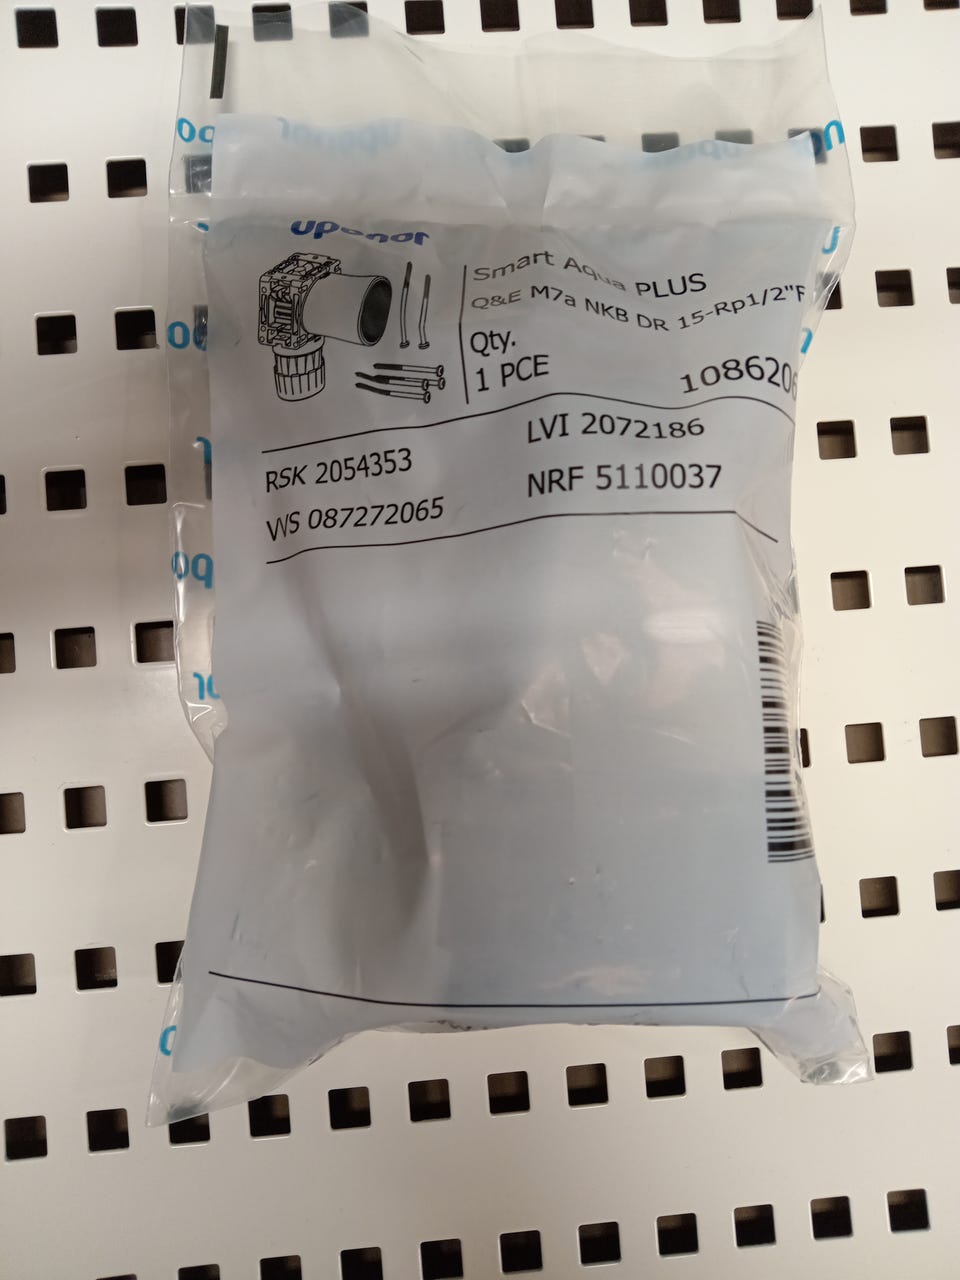 uponor
Smart Aqua PLUS
Q&E M7a NKB DR 15-Rp1/2"F
Qty.
1 PCE
108620
RSK 2054353
LVI 2072186
VVS 087272065
NRF 5110037